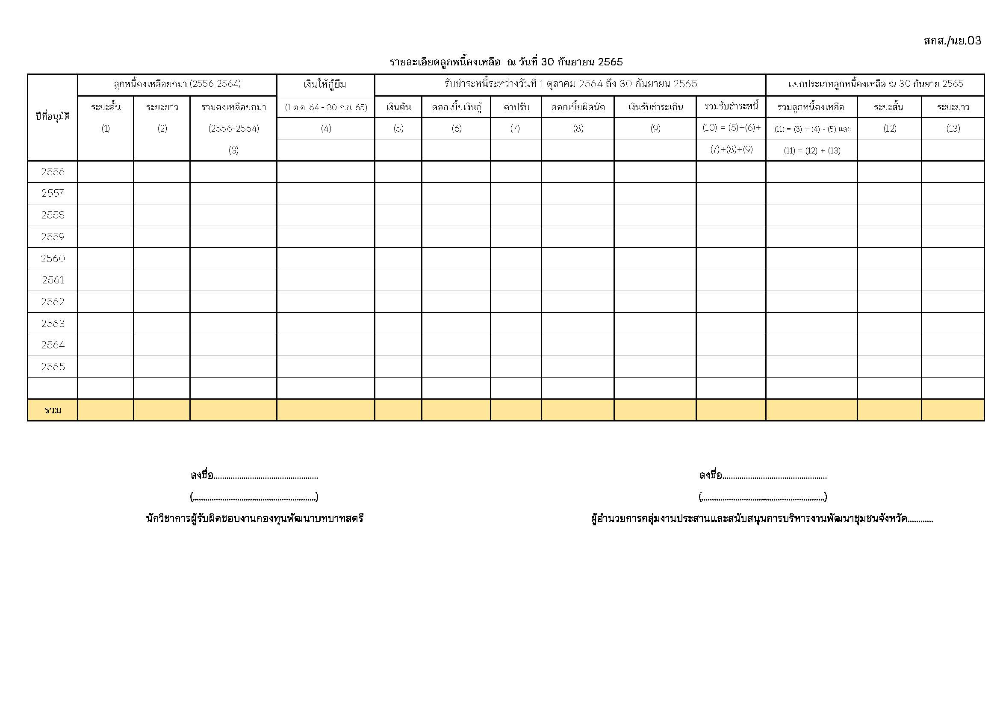 สกส./นย.03
รายละเอียดลูกหนี้คงเหลือ ณ วันที่ 30 กันยายน 2565
ปีที่อนุมัติ ลูกหนี้คงเหลือยกมา (2556-2564) เงินให้กู้ยืม รับชำระหนี้ระหว่างวันที่ 1 ตุลาคม 2564 ถึง 30 กันยายน 2565 แยกประเภทลูกหนี้คงเหลือ ณ 30 กันยาย 2565
ระยะสั้น ระยะยาว รวมคงเหลือยกมา (1 ต.ค. 64 - 30 ก.ย. 65) เงินต้น ดอกเบี้ยเงินกู้ ค่าปรับ ดอกเบี้ยผิดนัด เงินรับชำระเกิน รวมรับชำระหนี้ รวมลูกหนี้คงเหลือ ระยะสั้น ระยะยาว
(1) (2) (2556-2564) (4) (5) (6) (7) (8) (9) (10) = (5)+(6)+ (11) = (3) + (4) - (5) และ (12) (13)
(3) (7)+(8)+(9) (11) = (12) + (13)
2556
2557
2558
2559
2560
2561
2562
2563
2564
2565
รวม
ลงชื่อ................................................. ลงชื่อ.................................................
(..........................................................) (..........................................................)
นักวิชาการผู้รับผิดชอบงานกองทุนพัฒนาบทบาทสตรี ผู้อำนวยการกลุ่มงานประสานและสนับสนุนการบริหารงานพัฒนาชุมชนจังหวัด............